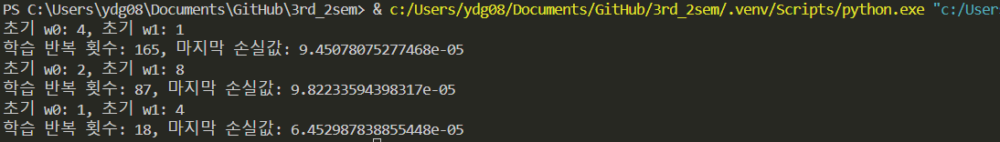 PS C:\Users\ydg08\Documents\GitHub\3rd_2sem> & c:/Users/ydg08/Documents/GitHub/3rd_2sem/.venv/Scripts/python.exe "c:/Users
초기 w0: 4, 초기 w1: 1
학습 반복 횟수: 165, 마지막 손실값: 9.45078075277468e-05
초기 w0: 2, 초기 w1: 8
학습 반복 횟수: 87, 마지막 손실값: 9.82233594398317e-05
초기 w0: 1, 초기 w1: 4
학습 반복 횟수: 18, 마지막 손실값: 6.452987838855448e-05